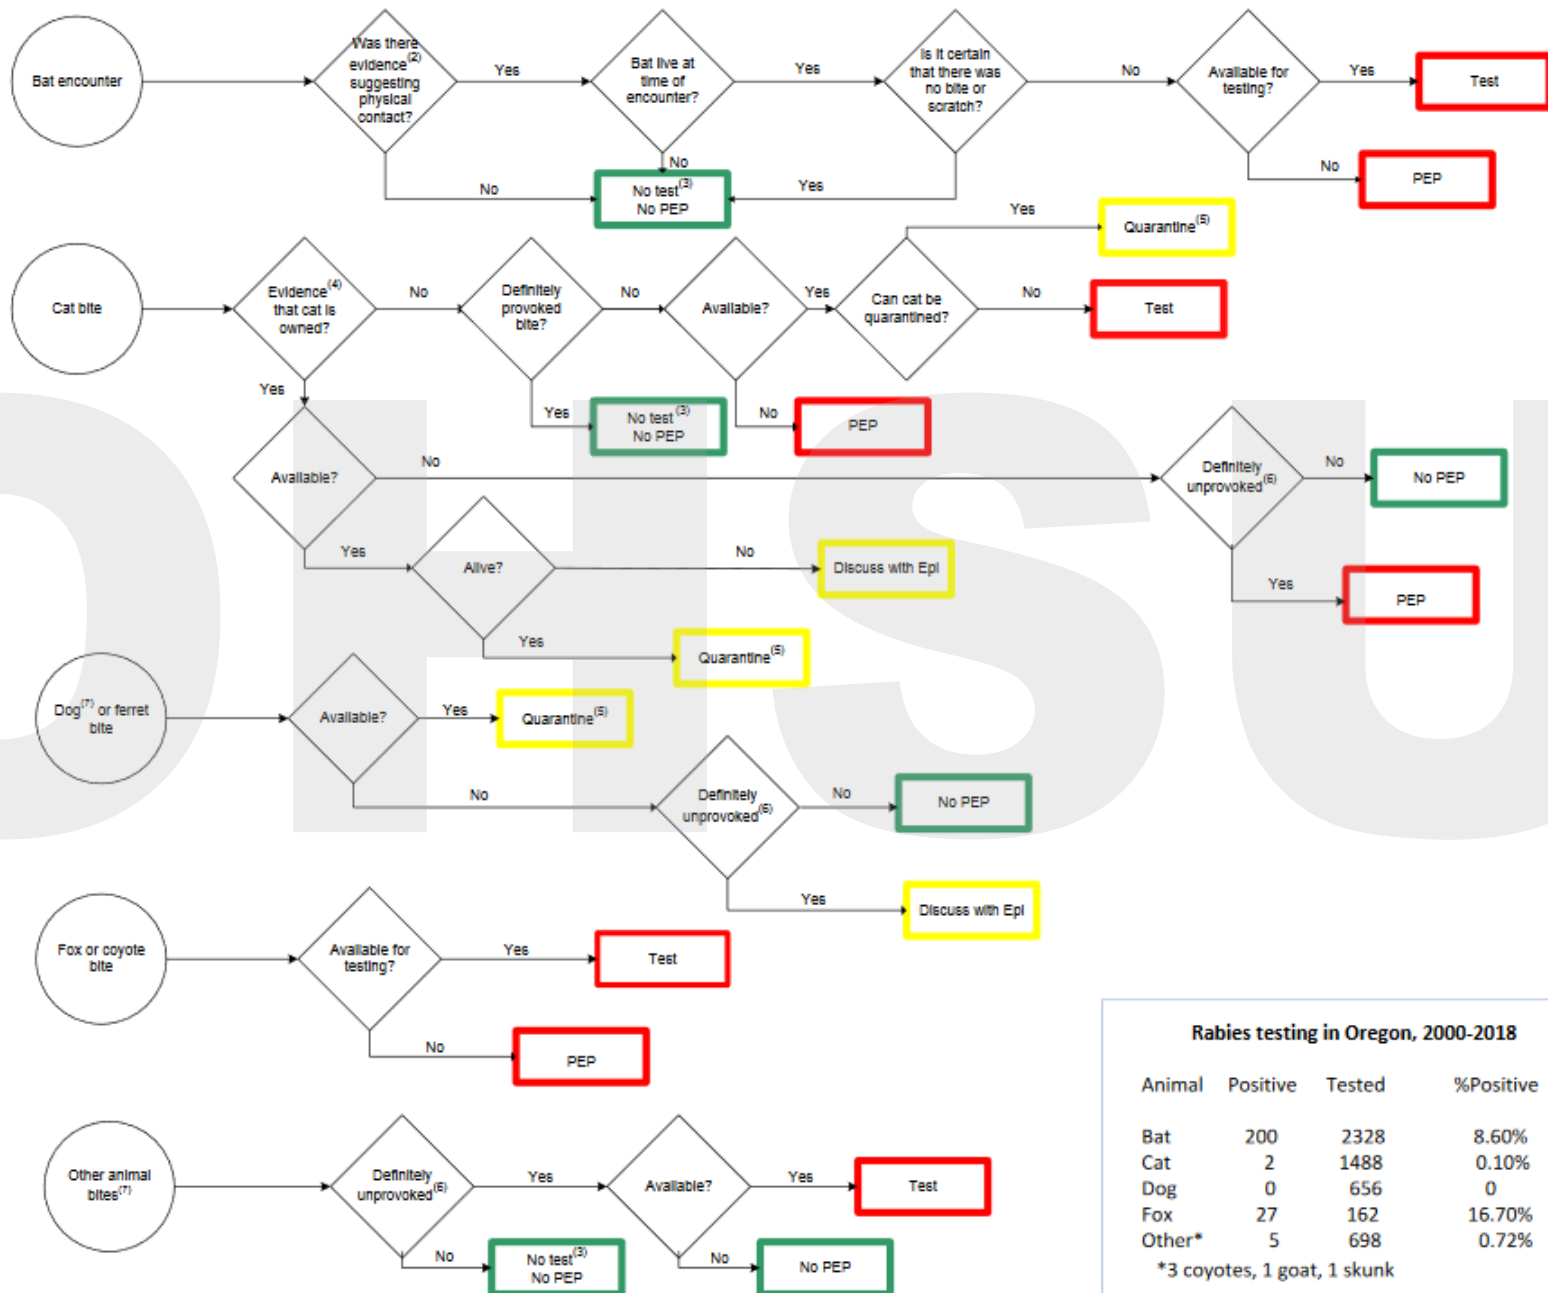 Bat encounter
Was there
evidence(2)
suggesting
physical
contact?
Yes
Bat live at
time of
encounter?
Yes
Is it certain
that there was
no bite or
scratch?
No
Available for
testing?
Yes
Test
No
PEP
No
No
Yes
No test(3)
No PEP
Cat bite
Evidence(4)
that cat is
owned?
No
Definitely
provoked
bite?
No
Available?
Yes
Can cat be
quarantined?
Yes
Quarantine(5)
No
Test
Yes
Yes
No test(3)
No PEP
No
PEP
Available?
No
Definitely
unprovoked(6)
No
No PEP
Yes
PEP
Yes
Alive?
No
Discuss with Epi
Yes
Quarantine(5)
Dog(7) or ferret
bite
Available?
Yes
Quarantine(5)
No
Definitely
unprovoked(6)
No
No PEP
Yes
Discuss with Epi
Fox or coyote
bite
Available for
testing?
Yes
Test
No
PEP
Other animal
bites(7)
Definitely
unprovoked(6)
Yes
Available?
Yes
Test
No
No test(3)
No PEP
No
No PEP
Rabies testing in Oregon, 2000-2018
Animal Positive Tested %Positive
Bat 200 2328 8.60%
Cat 2 1488 0.10%
Dog 0 656 0
Fox 27 162 16.70%
Other* 5 698 0.72%
*3 coyotes, 1 goat, 1 skunk
OHSU